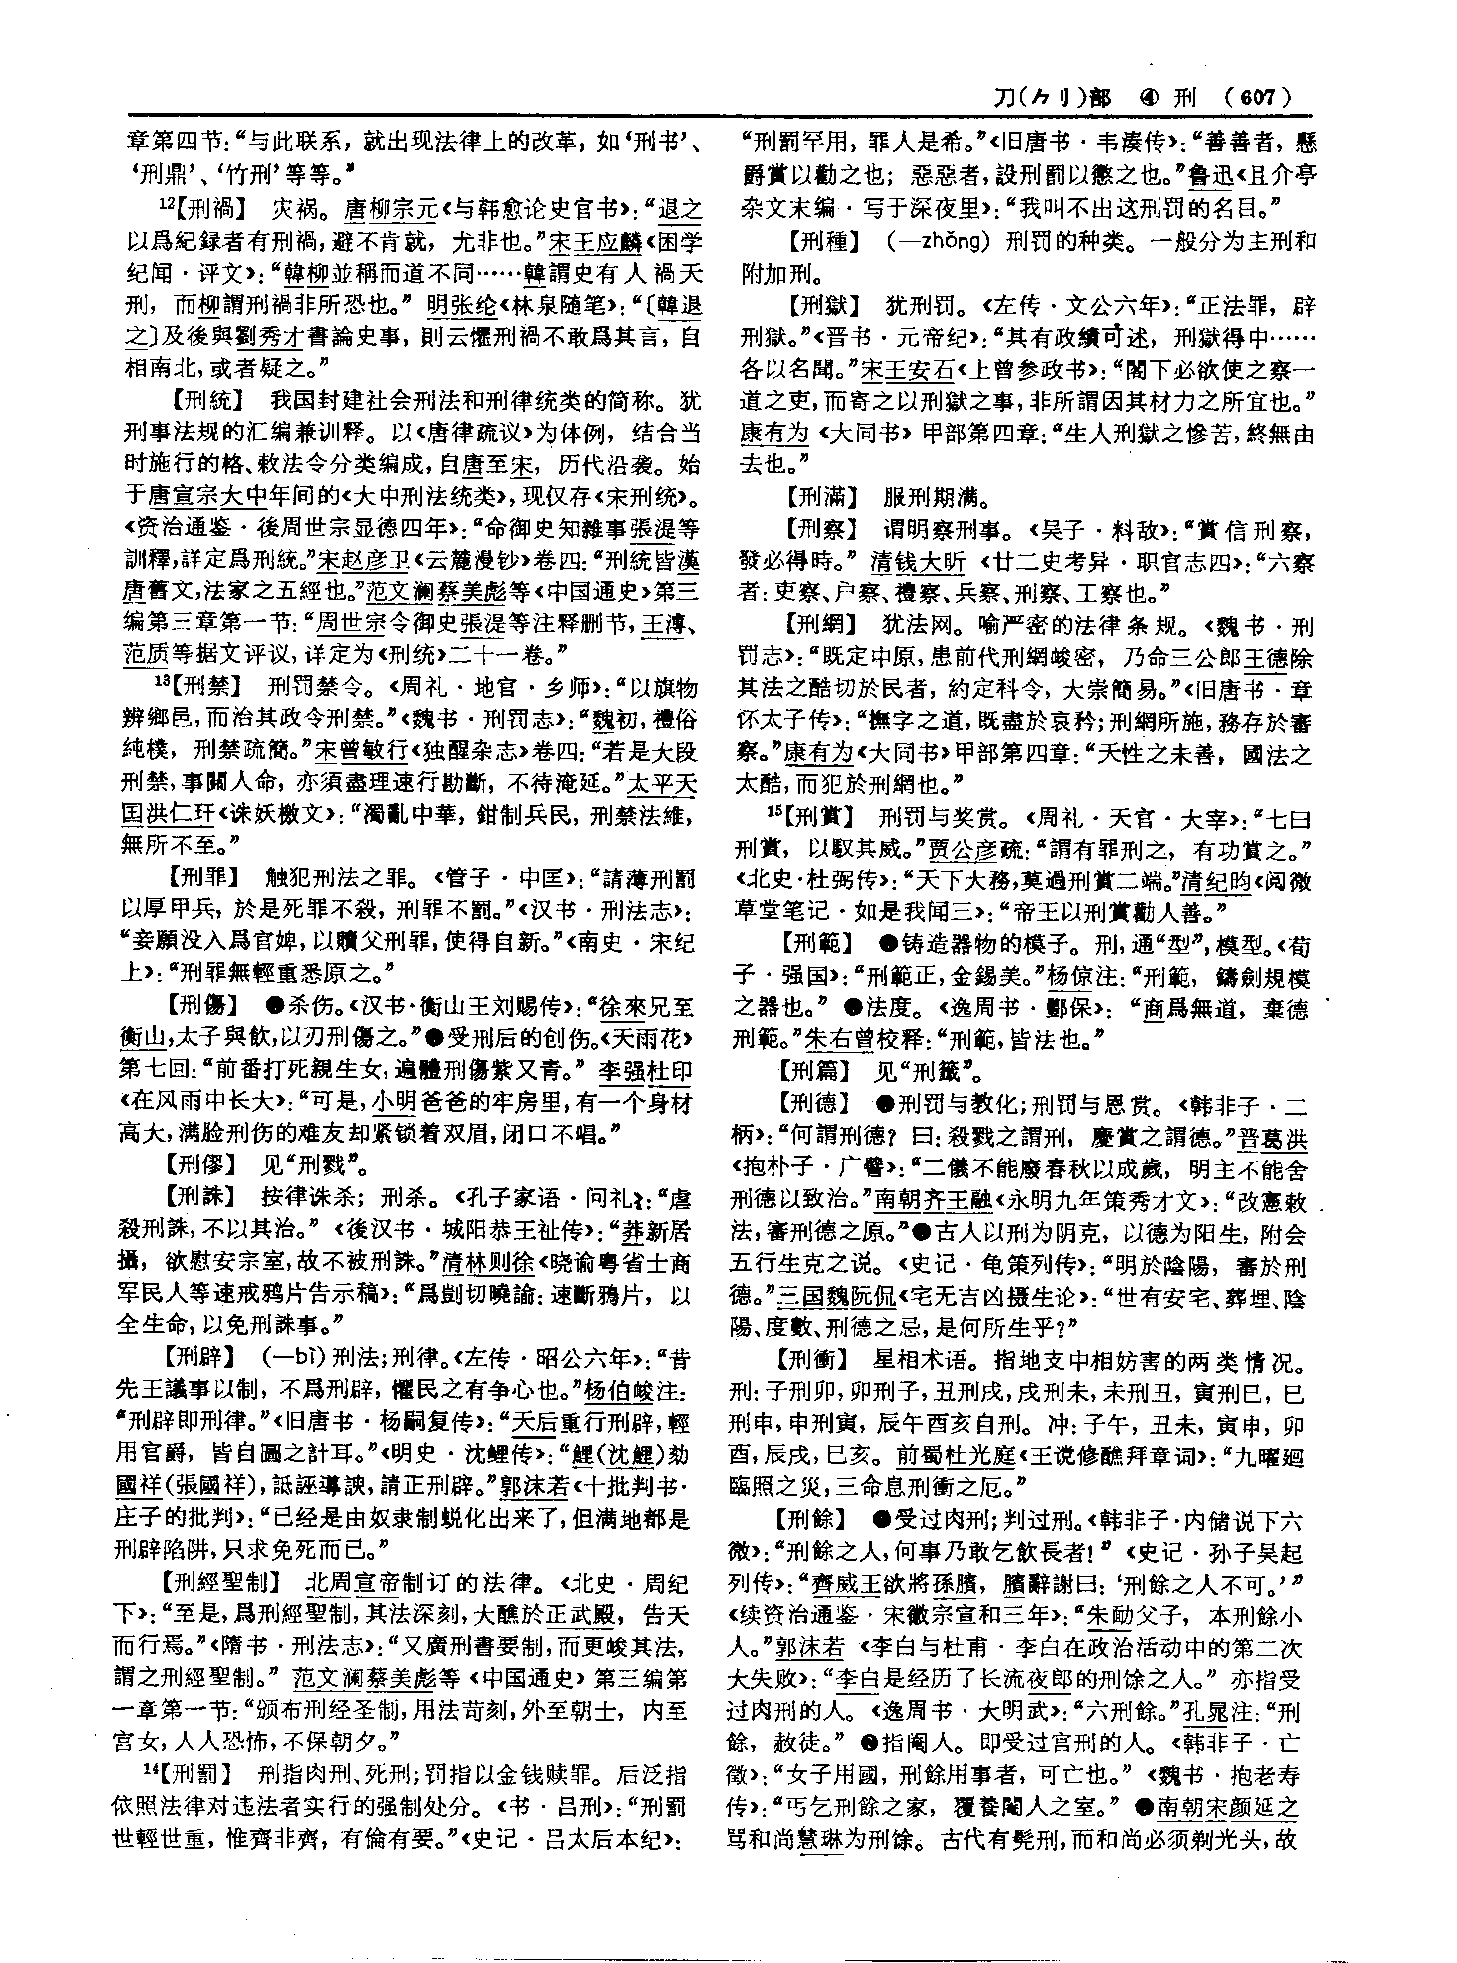 刀(⺈刂)部　④　刑　(607)
章第四节：“与此联系，就出现法律上的改革，如‘刑书’、
‘刑鼎’、‘竹刑’等等。”
12【刑禍】　灾祸。唐柳宗元《与韩愈论史官书》：“退之
以爲紀録者有刑禍，避不肯就，尤非也。”宋王应麟《困学
纪闻·评文》：“韓柳並稱而道不同……韓謂史有人禍天
刑，而柳謂刑禍非所恐也。”明张纶《林泉随笔》：“〔韓退
之〕及後與劉秀才書論史事，則云懼刑禍不敢爲其言，自
相南北，或者疑之。”
【刑统】　我国封建社会刑法和刑律统类的简称。犹
刑事法规的汇编兼训释。以《唐律疏议》为体例，结合当
时施行的格、敕法令分类编成，自唐至宋，历代沿袭。始
于唐宣宗大中年间的《大中刑法统类》，现仅存《宋刑统》。
《资治通鉴·後周世宗显德四年》：“命御史知雜事張湜等
訓釋，詳定爲刑統。”宋赵彦卫《云麓漫钞》卷四：“刑统皆漢
唐舊文，法家之五經也。”范文澜蔡美彪等《中国通史》第三
编第三章第一节：“周世宗令御史張湜等注释删节，王溥、
范质等据文评议，详定为《刑统》二十一卷。”
13【刑禁】　刑罚禁令。《周礼·地官·乡师》：“以旗物
辨鄉邑，而治其政令刑禁。”《魏书·刑罚志》：“魏初，禮俗
純樸，刑禁疏簡。”宋曾敏行《独醒杂志》卷四：“若是大段
刑禁，事關人命，亦須盡理速行勘斷，不待淹延。”太平天
国洪仁玕《诛妖檄文》：“濁亂中華，鉗制兵民，刑禁法維，
無所不至。”
【刑罪】　触犯刑法之罪。《管子·中匡》：“請薄刑罰
以厚甲兵，於是死罪不殺，刑罪不罰。”《汉书·刑法志》：
“妾願没入爲官婢，以贖父刑罪，使得自新。”《南史·宋纪
上》：“刑罪無輕重悉原之。”
【刑傷】　●杀伤。《汉书·衡山王刘赐传》：“徐來兄至
衡山，太子與飲，以刃刑傷之。”●受刑后的创伤。《天雨花》
第七回：“前番打死親生女，遍體刑傷紫又青。”李强杜印
《在风雨中长大》：“可是，小明爸爸的牢房里，有一个身材
高大，满脸刑伤的难友却紧锁着双眉，闭口不唱。”
【刑僇】　见“刑戮”。
【刑誅】　按律诛杀；刑杀。《孔子家语·问礼》：“虐
殺刑誅，不以其治。”《後汉书·城阳恭王祉传》：“莽新居
攝，欲慰安宗室，故不被刑誅。”清林则徐《晓谕粤省士商
军民人等速戒鸦片告示稿》：“爲剴切曉諭：速斷鴉片，以
全生命，以免刑誅事。”
【刑辟】　(—bì)刑法；刑律。《左传·昭公六年》：“昔
先王議事以制，不爲刑辟，懼民之有争心也。”杨伯峻注：
“刑辟即刑律。”《旧唐书·杨嗣复传》：“天后重行刑辟，輕
用官爵，皆自圖之計耳。”《明史·沈鲤传》：“鯉(沈鯉)劾
國祥(張國祥)，詆誣導諛，請正刑辟。”郭沫若《十批判书·
庄子的批判》：“已经是由奴隶制蜕化出来了，但满地都是
刑辟陷阱，只求免死而已。”
【刑經聖制】　北周宣帝制订的法律。《北史·周纪
下》：“至是，爲刑經聖制，其法深刻，大醮於正武殿，告天
而行焉。”《隋书·刑法志》：“又廣刑書要制，而更峻其法，
謂之刑經聖制。”范文澜蔡美彪等《中国通史》第三编第
一章第一节：“颁布刑经圣制，用法苛刻，外至朝士，内至
宫女，人人恐怖，不保朝夕。”
14【刑罰】　刑指肉刑、死刑；罚指以金钱赎罪。后泛指
依照法律对违法者实行的强制处分。《书·吕刑》：“刑罰
世輕世重，惟齊非齊，有倫有要。”《史记·吕太后本纪》：
“刑罰罕用，罪人是希。”《旧唐书·韦凑传》：“善善者，懸
爵賞以勸之也；惡惡者，設刑罰以懲之也。”鲁迅《且介亭
杂文末编·写于深夜里》：“我叫不出这刑罚的名目。”
【刑種】　(—zhǒng)刑罚的种类。一般分为主刑和
附加刑。
【刑獄】　犹刑罚。《左传·文公六年》：“正法罪，辟
刑獄。”《晋书·元帝纪》：“其有政績可述，刑獄得中……
各以名聞。”宋王安石《上曾参政书》：“閣下必欲使之察一
道之吏，而寄之以刑獄之事，非所謂因其材力之所宜也。”
康有为《大同书》甲部第四章：“生人刑獄之慘苦，終無由
去也。”
【刑滿】　服刑期满。
【刑察】　谓明察刑事。《吴子·料敌》：“賞信刑察，
發必得時。”清钱大昕《廿二史考异·职官志四》：“六察
者：吏察、户察、禮察、兵察、刑察、工察也。”
【刑網】　犹法网。喻严密的法律条规。《魏书·刑
罚志》：“既定中原，患前代刑網峻密，乃命三公郎王德除
其法之酷切於民者，約定科令，大崇簡易。”《旧唐书·章
怀太子传》：“撫字之道，既盡於哀矜；刑網所施，務存於審
察。”康有为《大同书》甲部第四章：“天性之未善，國法之
太酷，而犯於刑網也。”
15【刑賞】　刑罚与奖赏。《周礼·天官·大宰》：“七曰
刑賞，以馭其威。”贾公彦疏：“謂有罪刑之，有功賞之。”
《北史·杜弼传》：“天下大務，莫過刑賞二端。”清纪昀《阅微
草堂笔记·如是我闻三》：“帝王以刑賞勸人善。”
【刑範】　●铸造器物的模子。刑，通“型”，模型。《荀
子·强国》：“刑範正，金錫美。”杨倞注：“刑範，鑄劍規模
之器也。”●法度。《逸周书·酆保》：“商爲無道，棄德
刑範。”朱右曾校释：“刑範，皆法也。”
【刑篇】　见“刑籤”。
【刑德】　●刑罚与教化；刑罚与恩赏。《韩非子·二
柄》：“何謂刑德？曰：殺戮之謂刑，慶賞之謂德。”晋葛洪
《抱朴子·广譬》：“二儀不能廢春秋以成歲，明主不能舍
刑德以致治。”南朝齐王融《永明九年策秀才文》：“改憲敕
法，審刑德之原。”●古人以刑为阴克，以德为阳生，附会
五行生克之说。《史记·龟策列传》：“明於陰陽，審於刑
德。”三国魏阮侃《宅无吉凶摄生论》：“世有安宅、葬埋、陰
陽、度數、刑德之忌，是何所生乎？”
【刑衝】　星相术语。指地支中相妨害的两类情况。
刑：子刑卯，卯刑子，丑刑戌，戌刑未，未刑丑，寅刑巳，巳
刑申，申刑寅，辰午酉亥自刑。冲：子午，丑未，寅申，卯
酉，辰戌，巳亥。前蜀杜光庭《王谠修醮拜章词》：“九曜廻
臨照之災，三命息刑衝之厄。”
【刑餘】　●受过肉刑；判过刑。《韩非子·内储说下六
微》：“刑餘之人，何事乃敢乞飲長者！”《史记·孙子吴起
列传》：“齊威王欲將孫臏，臏辭謝曰：‘刑餘之人不可。’”
《续资治通鉴·宋徽宗宣和三年》：“朱勔父子，本刑餘小
人。”郭沫若《李白与杜甫·李白在政治活动中的第二次
大失败》：“李白是经历了长流夜郎的刑馀之人。”亦指受
过肉刑的人。《逸周书·大明武》：“六刑餘。”孔晁注：“刑
餘，赦徒。”●指阉人。即受过宫刑的人。《韩非子·亡
徵》：“女子用國，刑餘用事者，可亡也。”《魏书·抱老寿
传》：“丐乞刑餘之家，覆養閹人之室。”●南朝宋颜延之
骂和尚慧琳为刑馀。古代有髡刑，而和尚必须剃光头，故